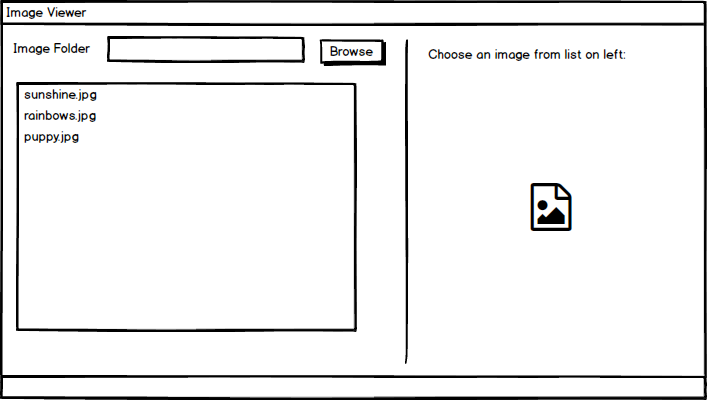 Image Viewer
Image Folder
Browse
sunshine.jpg
rainbows.jpg
puppy.jpg
Choose an image from list on left: